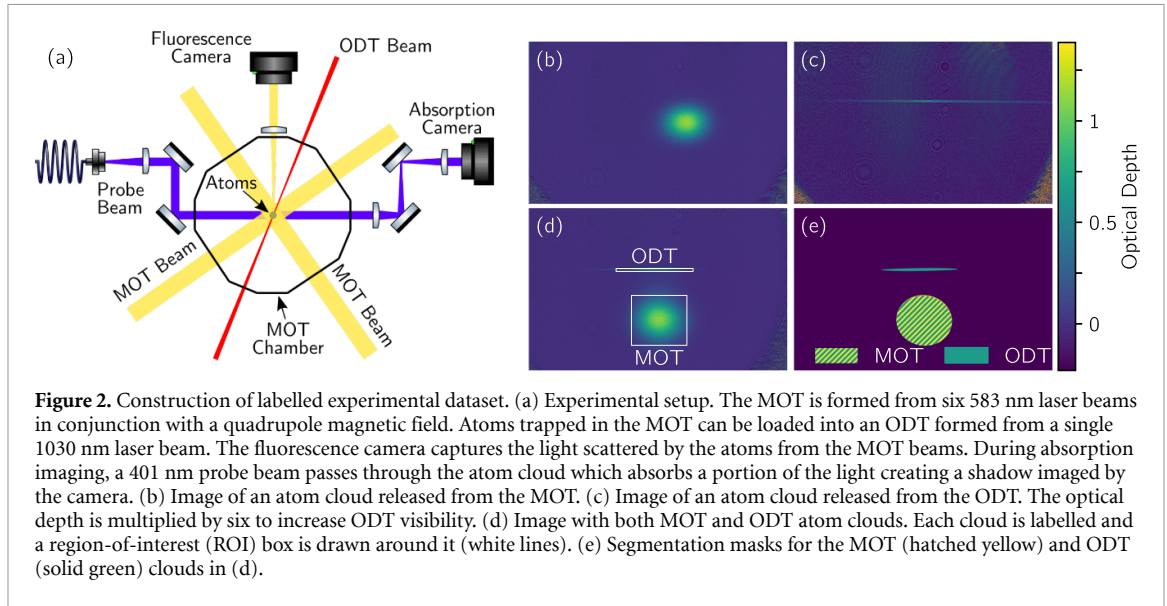 (a)
Fluorescence
Camera
ODT Beam
Absorption
Camera
Probe
Beam
Atoms
MOT Beam
MOT Beam
MOT
Chamber
(b)
(c)
(d)
ODT
MOT
(e)
MOT
ODT
1
0.5
0
Optical Depth
Figure 2. Construction of labelled experimental dataset. (a) Experimental setup. The MOT is formed from six 583 nm laser beams
in conjunction with a quadrupole magnetic field. Atoms trapped in the MOT can be loaded into an ODT formed from a single
1030 nm laser beam. The fluorescence camera captures the light scattered by the atoms from the MOT beams. During absorption
imaging, a 401 nm probe beam passes through the atom cloud which absorbs a portion of the light creating a shadow imaged by
the camera. (b) Image of an atom cloud released from the MOT. (c) Image of an atom cloud released from the ODT. The optical
depth is multiplied by six to increase ODT visibility. (d) Image with both MOT and ODT atom clouds. Each cloud is labelled and
a region-of-interest (ROI) box is drawn around it (white lines). (e) Segmentation masks for the MOT (hatched yellow) and ODT
(solid green) clouds in (d).